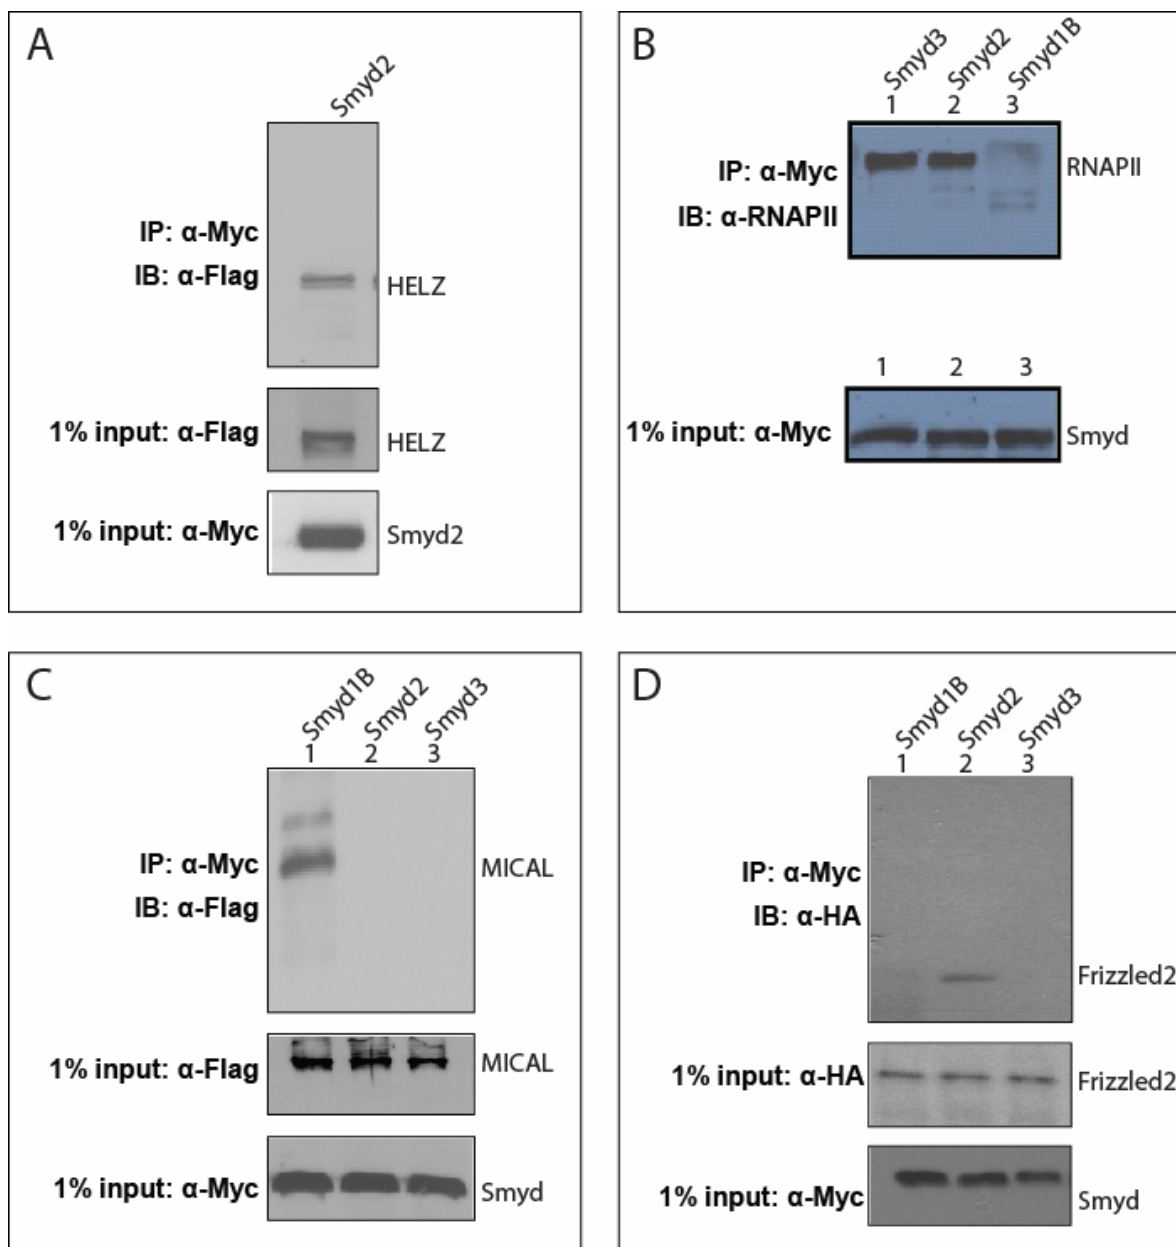 A
Smyd2
IP: α-Myc
IB: α-Flag
HELZ
1% input: α-Flag
HELZ
1% input: α-Myc
Smyd2
B
Smyd3 Smyd2 Smyd1B
1 2 3
IP: α-Myc
IB: α-RNAPII
RNAPII
1 2 3
1% input: α-Myc
Smyd
C
Smyd1B Smyd2 Smyd3
1 2 3
IP: α-Myc
IB: α-Flag
MICAL
1% input: α-Flag
MICAL
1% input: α-Myc
Smyd
D
Smyd1B Smyd2 Smyd3
1 2 3
IP: α-Myc
IB: α-HA
Frizzled2
1% input: α-HA
Frizzled2
1% input: α-Myc
Smyd